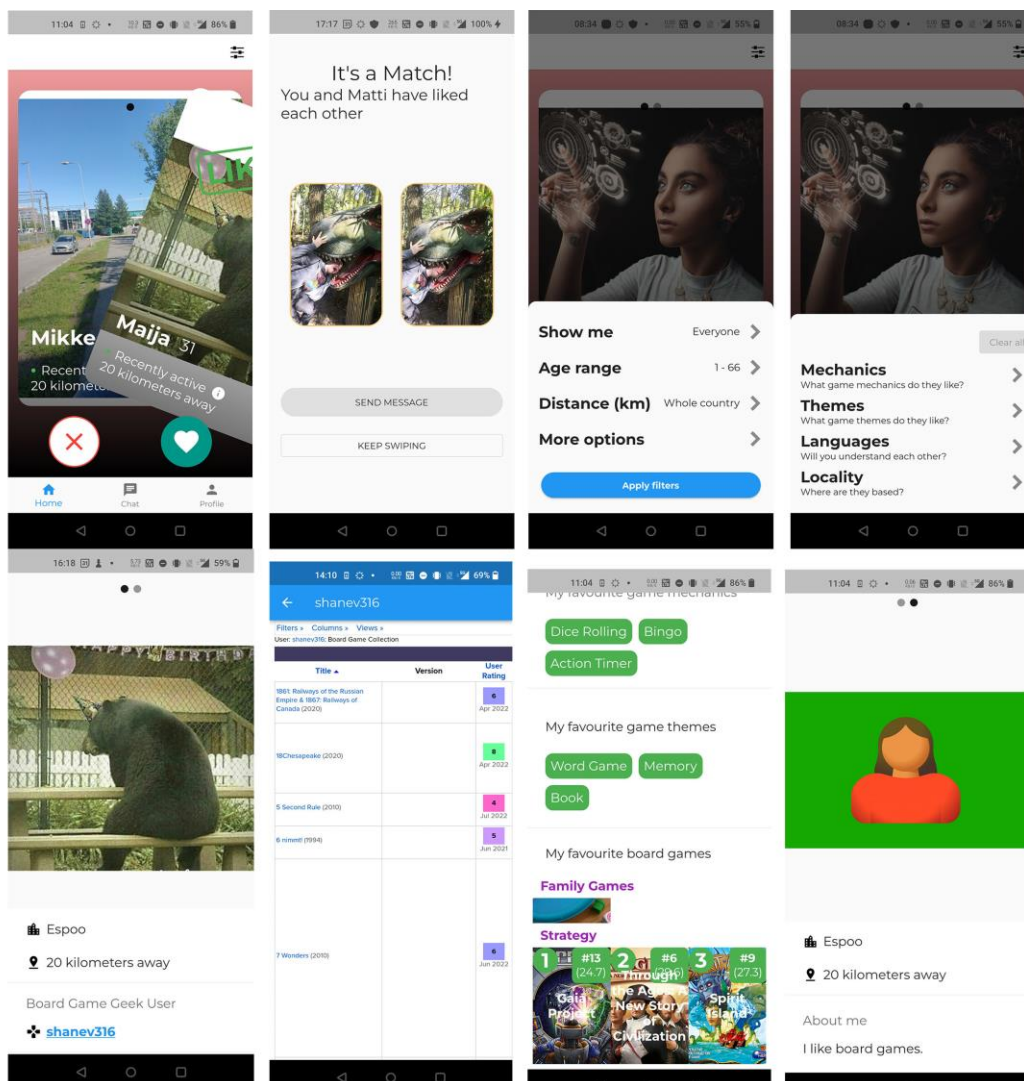 11:04 86%
LIK
Mikke
Maija 31
Recently active
20 kilometers away
• Recent
20 kilomete
Home
Chat
Profile
17:17 100%
It's a Match!
You and Matti have liked
each other
SEND MESSAGE
KEEP SWIPING
08:34 55%
Show me Everyone
Age range 1 - 66
Distance (km) Whole country
More options
Apply filters
08:34 55%
Clear all
Mechanics
What game mechanics do they like?
Themes
What game themes do they like?
Languages
Will you understand each other?
Locality
Where are they based?
16:18 59%
HAPPY BIRTHD
Espoo
20 kilometers away
Board Game Geek User
shanev316
14:10 69%
shanev316
Filters » Columns » Views »
User: shanev316: Board Game Collection
Title Version User Rating
1861: Railways of the Russian
Empire & 1867: Railways of
Canada (2020)
6
Apr 2022
18Chesapeake (2020)
8
Apr 2022
5 Second Rule (2010)
4
Jul 2022
6 nimmt! (1994)
5
Jun 2021
7 Wonders (2010)
6
Jun 2022
11:04 86%
My favourite game mechanics
Dice Rolling Bingo
Action Timer
My favourite game themes
Word Game Memory
Book
My favourite board games
Family Games
Strategy
1 #13
(24.7)
Gaia
Project
2 #6
Through
the Ages: A
New Story
of
Civilization
3 #9
(27.3)
Spirit
Island
11:04 86%
Espoo
20 kilometers away
About me
I like board games.